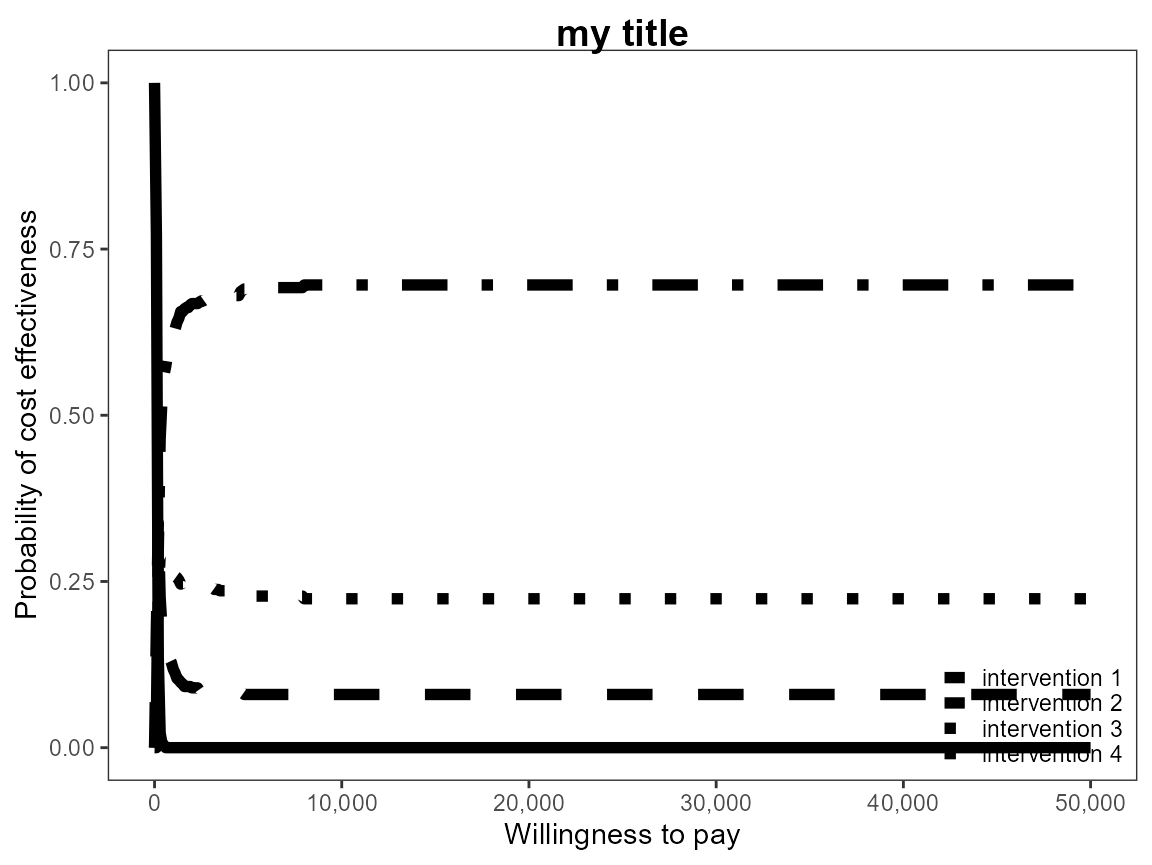 my title
Probability of cost effectiveness
1.00
0.75
0.50
0.25
0.00
intervention 1
intervention 2
intervention 3
intervention 4
0 10,000 20,000 30,000 40,000 50,000
Willingness to pay